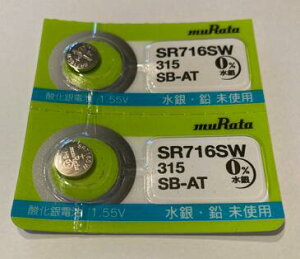 muRata
SR716SW
315
SB-AT
0%
水銀
酸化銀電池 1.55V
水銀・鉛 未使用
muRata
SR716SW
315
SB-AT
0%
水銀
酸化銀電池 1.55V
水銀・鉛 未使用